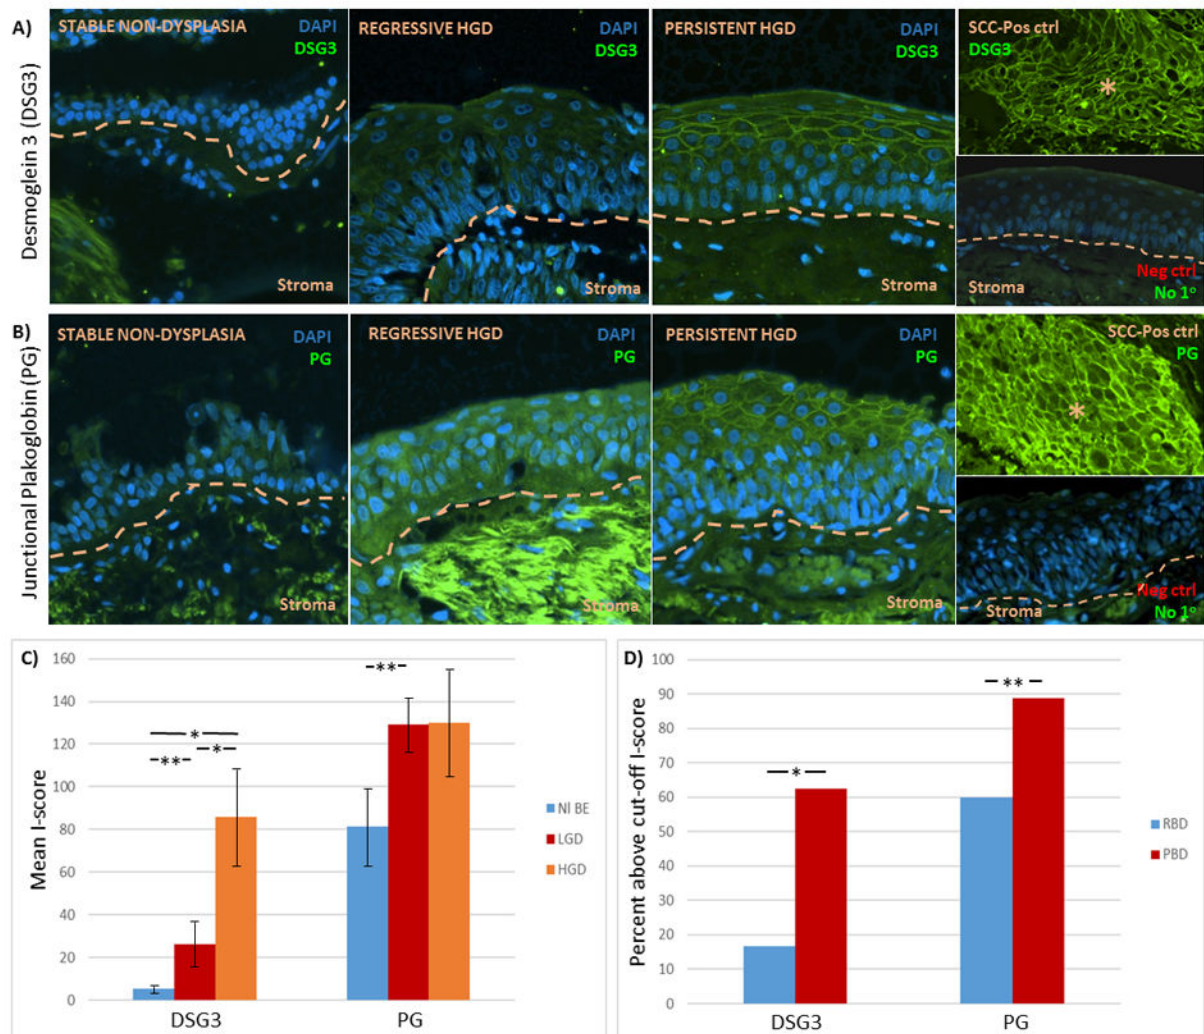 A)
Desmoglein 3 (DSG3)
STABLE NON-DYSPLASIA
DAPI
DSG3
REGRESSIVE HGD
DAPI
DSG3
Stroma
PERSISTENT HGD
DAPI
DSG3
Stroma
SCC-Pos ctrl
DSG3
*
Neg ctrl
Stroma
No 1°
B)
Junctional Plakoglobin (PG)
STABLE NON-DYSPLASIA
DAPI
PG
Stroma
REGRESSIVE HGD
DAPI
PG
Stroma
PERSISTENT HGD
DAPI
PG
Stroma
SCC-Pos ctrl
PG
*
Neg ctrl
Stroma
No 1°
C)
Mean I-score
160
140
120
100
80
60
40
20
0
*
**
*
**
DSG3
PG
Nl BE
LGD
HGD
D)
Percent above cut-off I-score
100
90
80
70
60
50
40
30
20
10
0
*
**
DSG3
PG
RBD
PBD